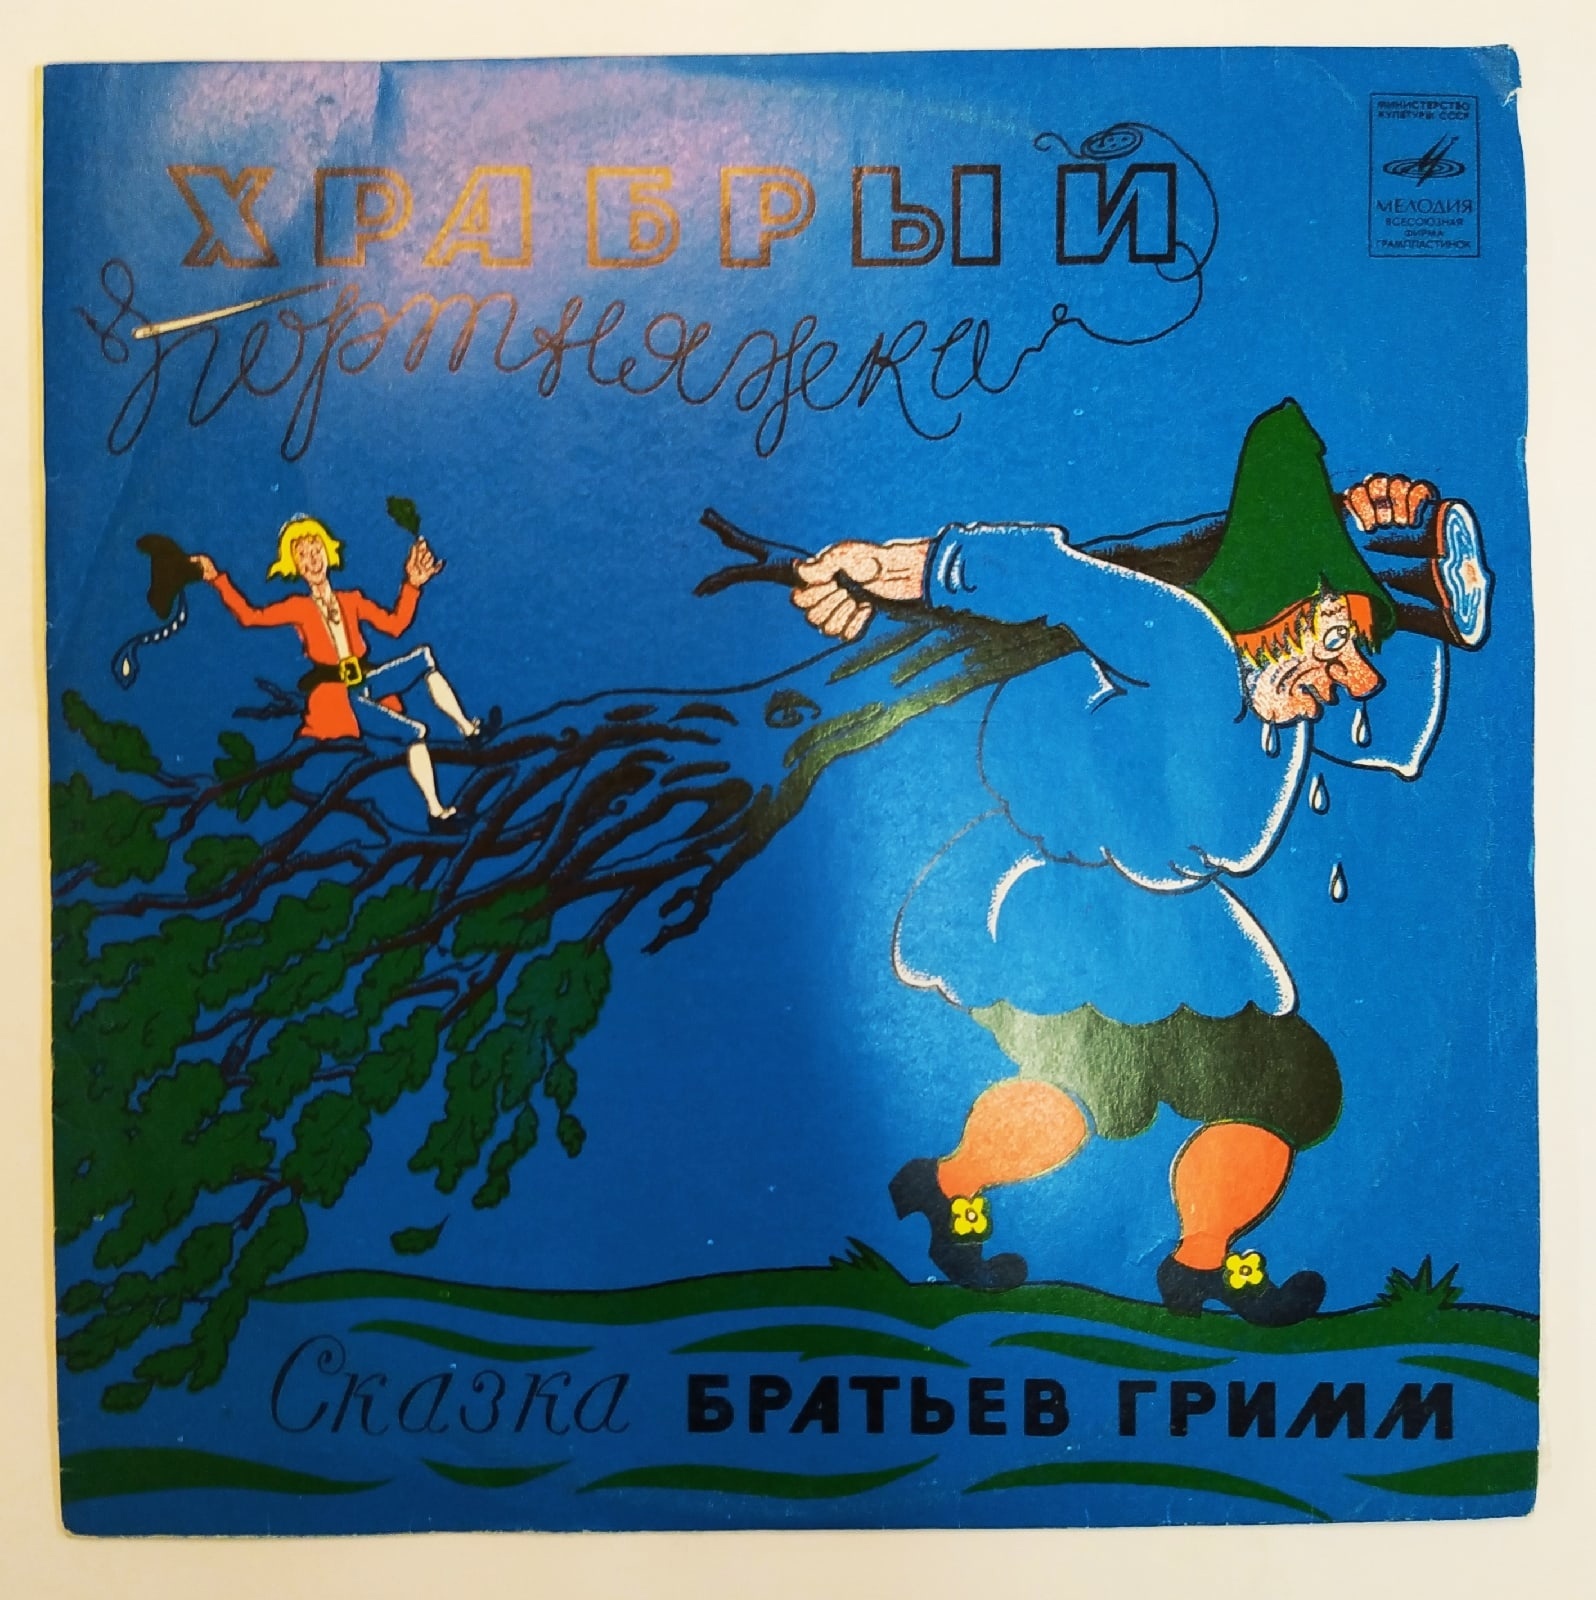 ХРАБРЫЙ
портняжка
МИНИСТЕРСТВО
КУЛЬТУРЫ СССР
МЕЛОДИЯ
ВСЕСОЮЗНАЯ
ФИРМА
ГРАМПЛАСТИНОК
Сказка БРАТЬЕВ ГРИММ